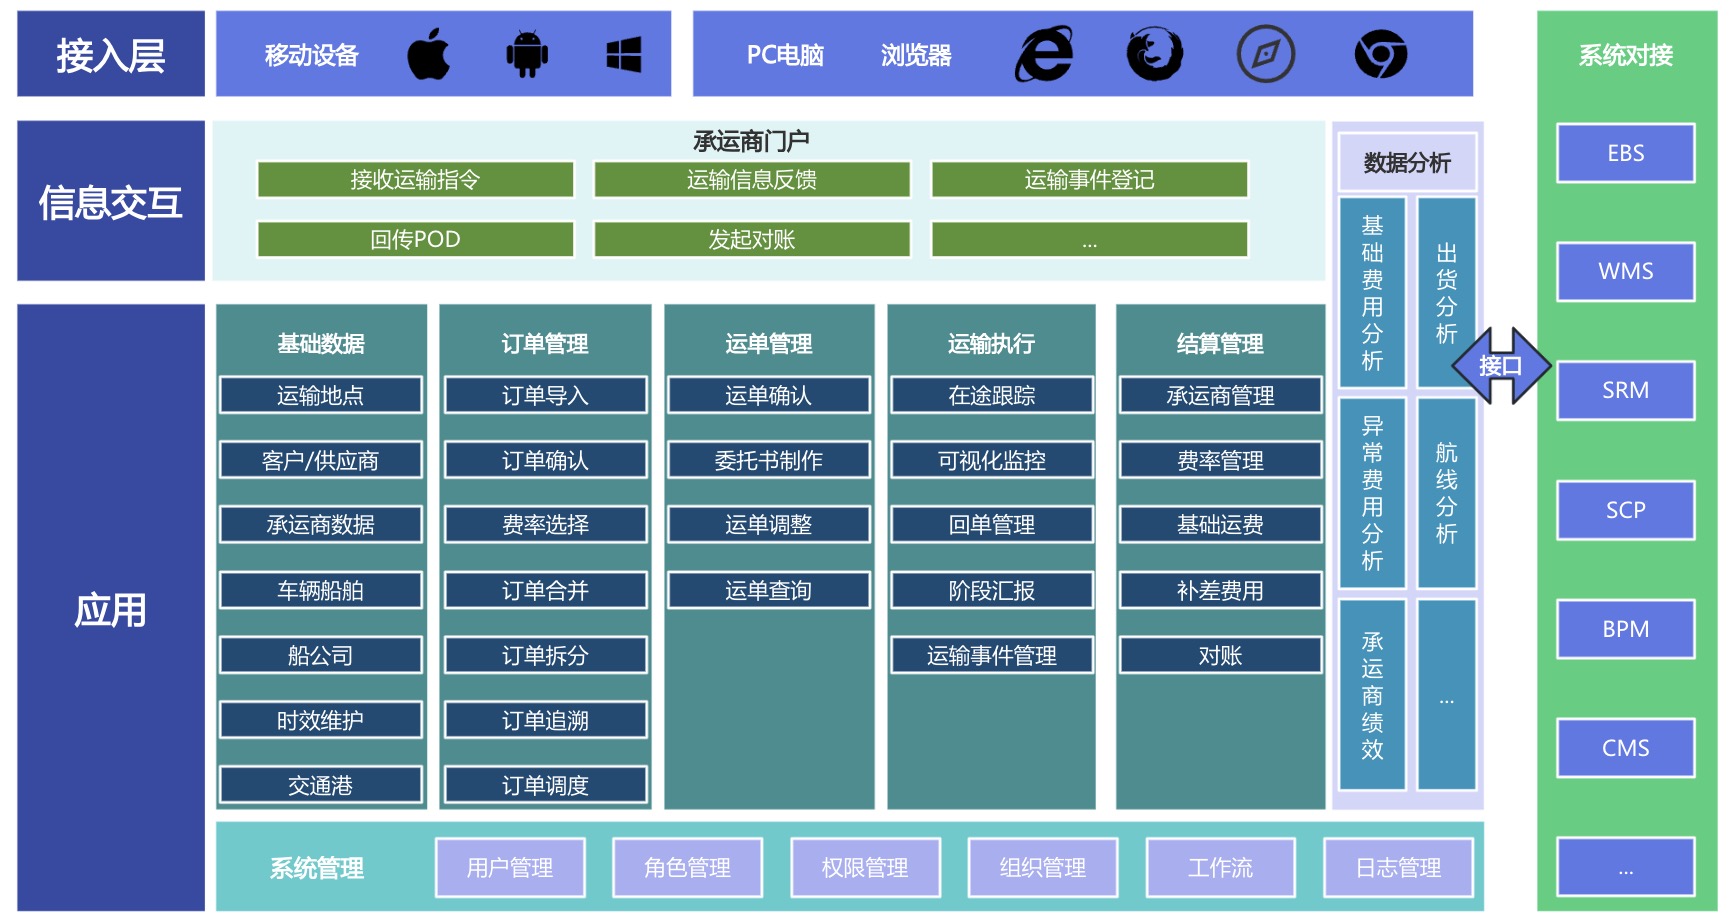 接入层
移动设备
PC电脑
浏览器
系统对接
信息交互
承运商门户
接收运输指令
运输信息反馈
运输事件登记
回传POD
发起对账
...
数据分析
基础费用分析
出货分析
异常费用分析
航线分析
承运商绩效
...
接口
EBS
WMS
SRM
SCP
BPM
CMS
...
应用
基础数据
运输地点
客户/供应商
承运商数据
车辆船舶
船公司
时效维护
交通港
订单管理
订单导入
订单确认
费率选择
订单合并
订单拆分
订单追溯
订单调度
运单管理
运单确认
委托书制作
运单调整
运单查询
运输执行
在途跟踪
可视化监控
回单管理
阶段汇报
运输事件管理
结算管理
承运商管理
费率管理
基础运费
补差费用
对账
系统管理
用户管理
角色管理
权限管理
组织管理
工作流
日志管理